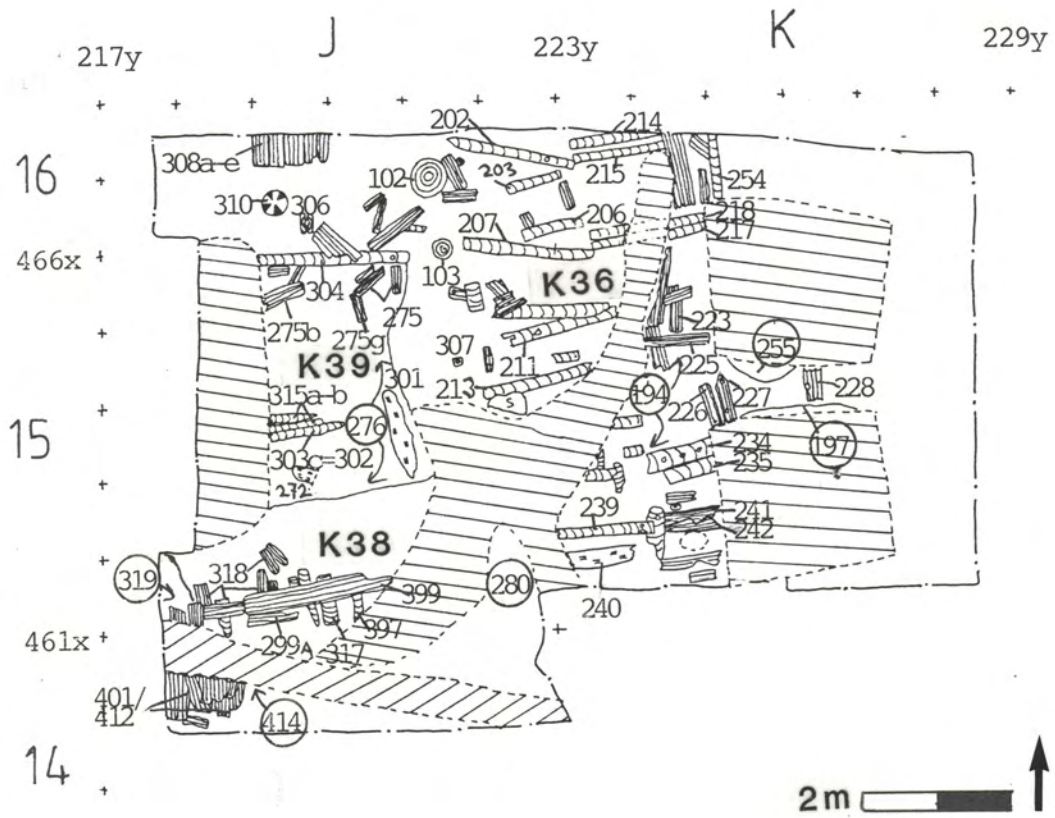 217y J 223y K 229y
202 214
16 308a-e 102 203 215 254
310 306 207 206 218
217
466x 103 K36
304 275
275b 275g 223
K39 307 211 255
301 213 225 228
315a-b 194 226 227
15 276 S 197
303c=302 234
272 235
239 241
K38 242
319 318 280
399 240
461x 397
299A 317
401/
412 414
14
2m